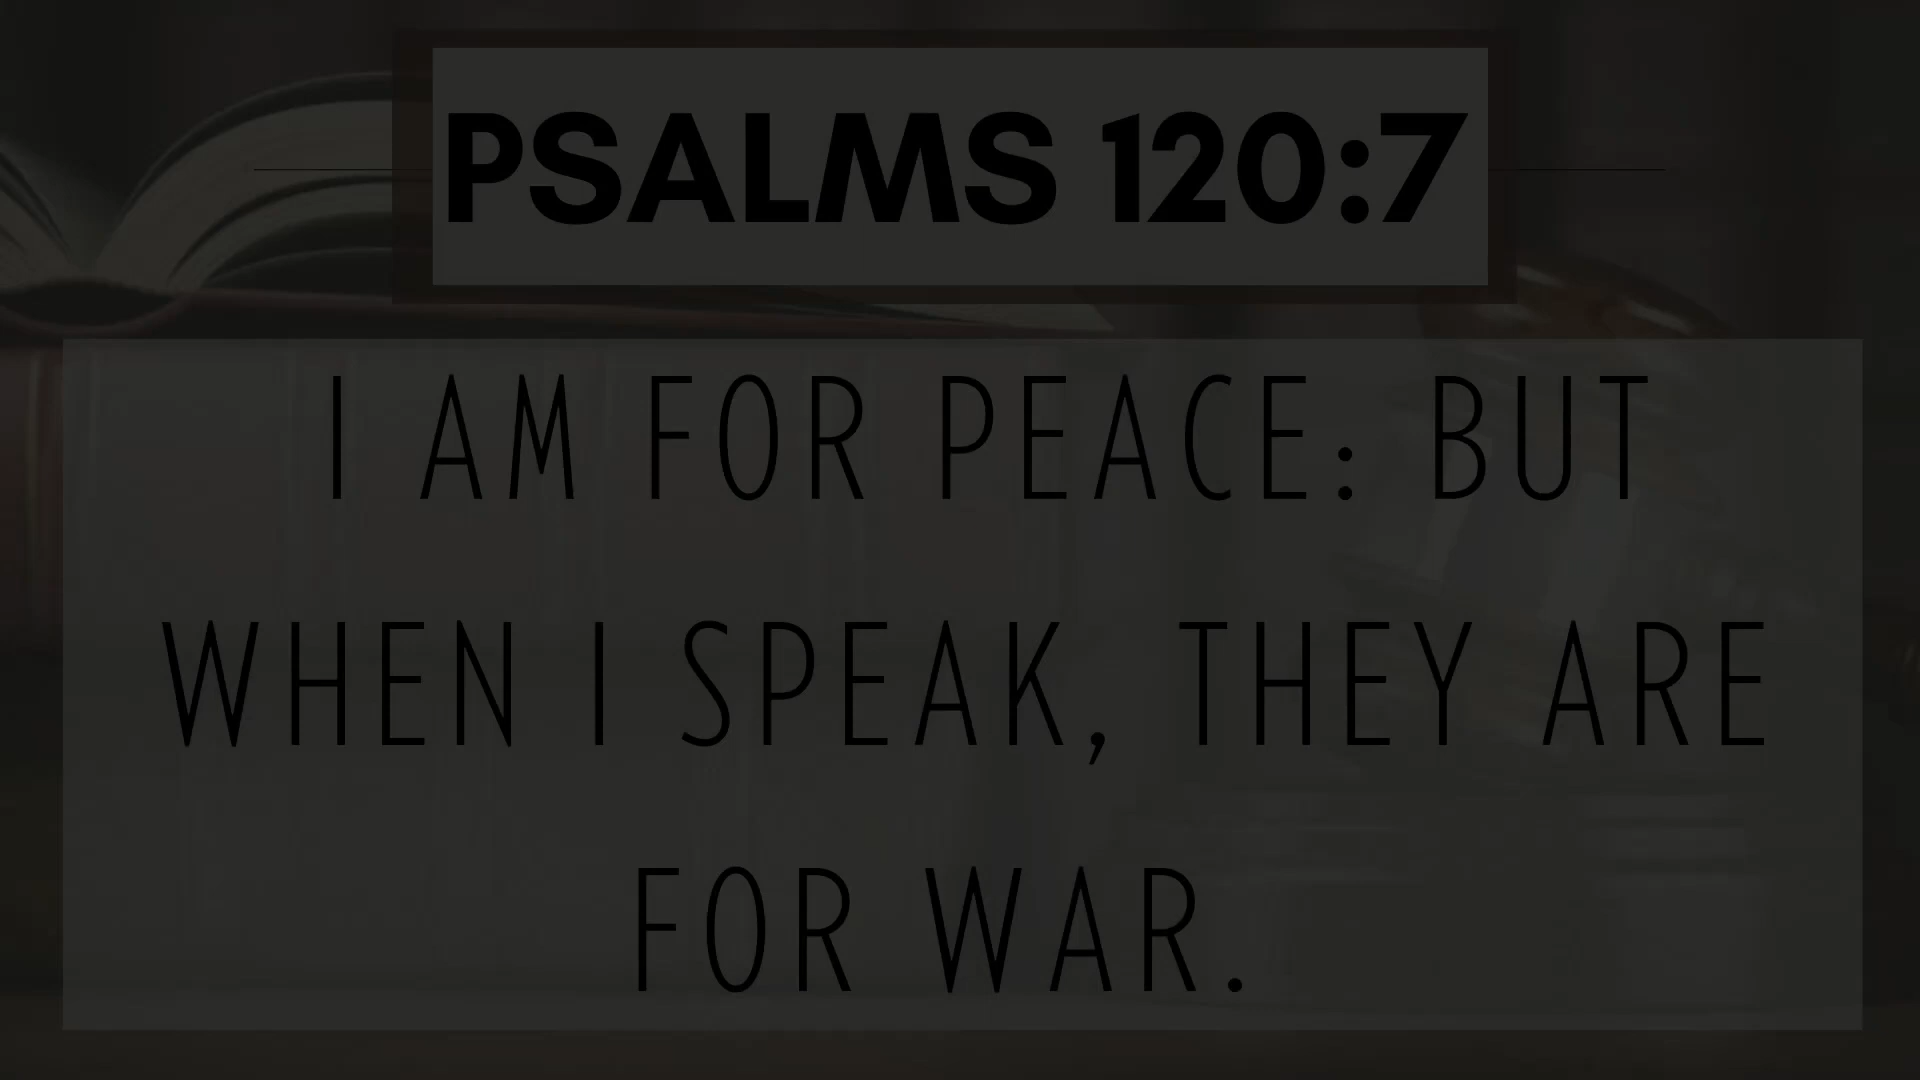 PSALMS 120:7
I AM FOR PEACE: BUT
WHEN I SPEAK, THEY ARE
FOR WAR.